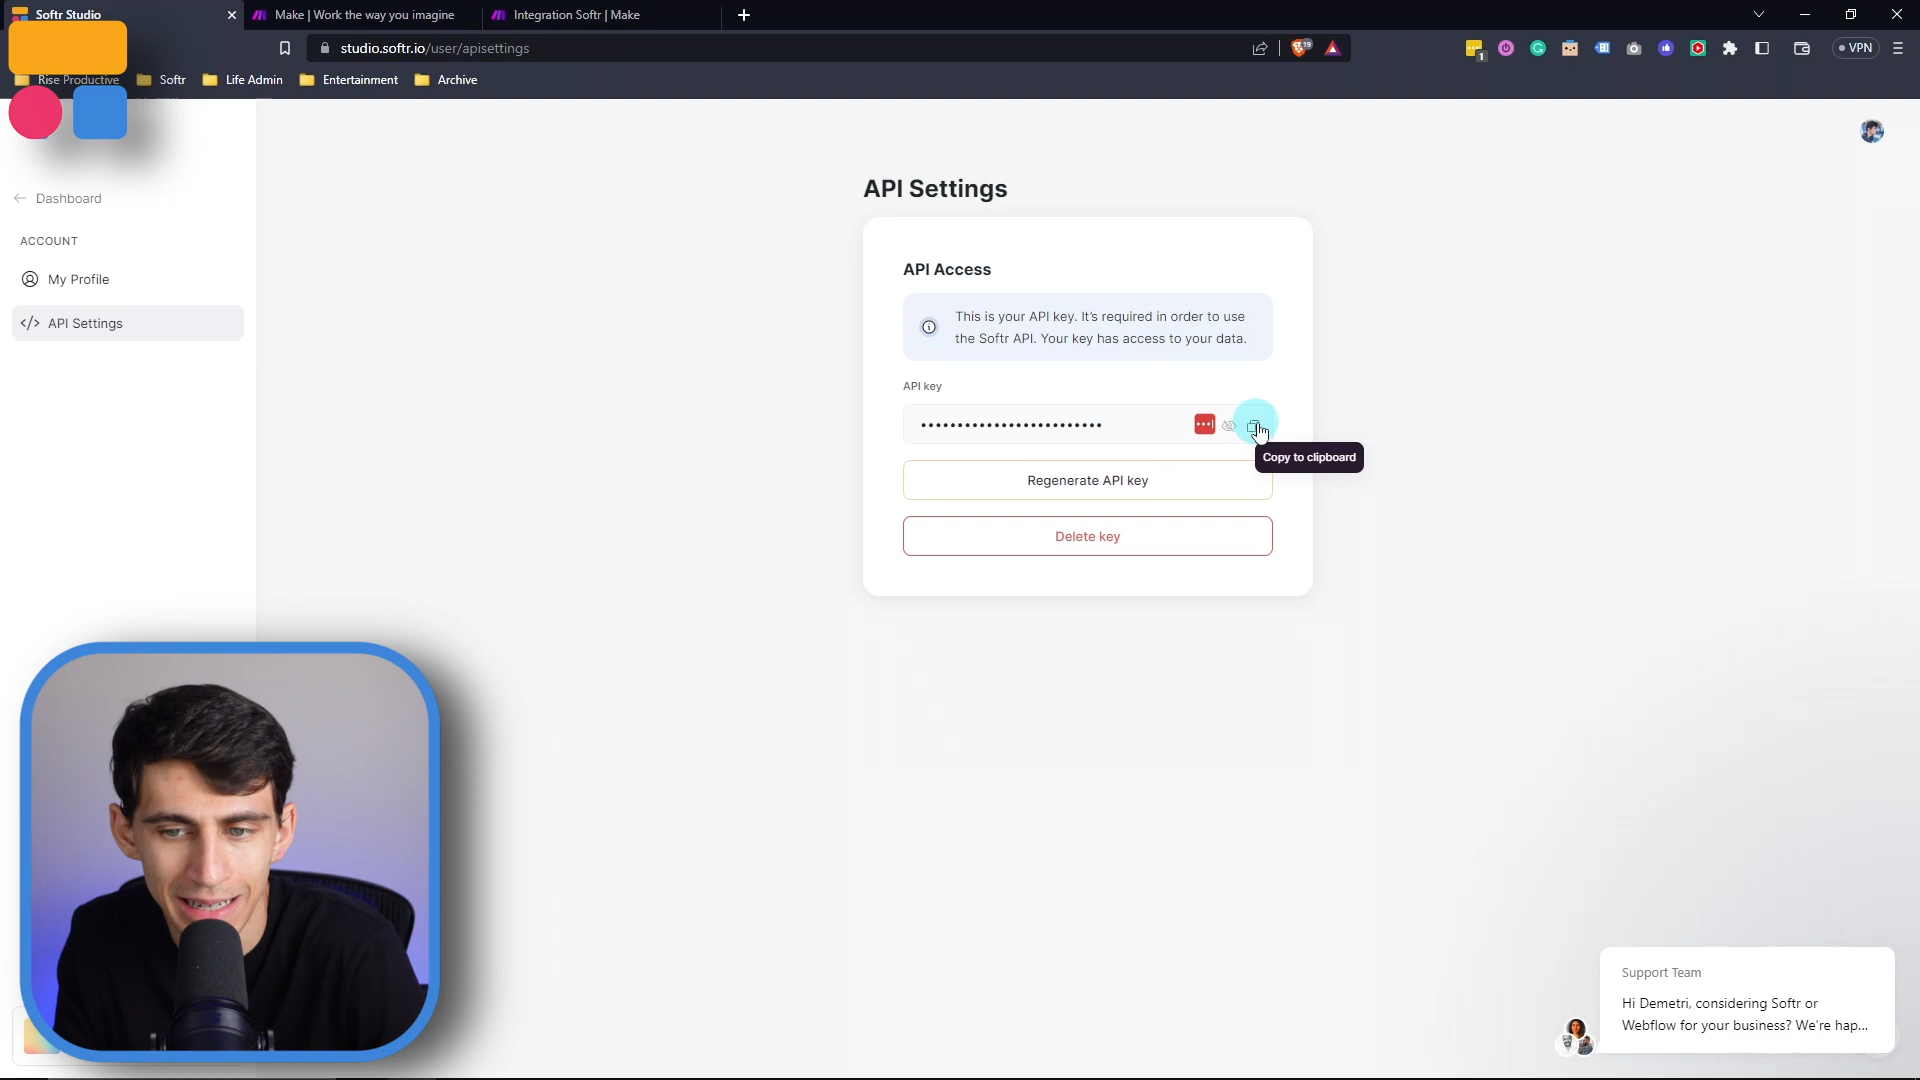 Softr Studio
Make | Work the way you imagine
Integration Softr | Make
studio.softr.io/user/apisettings
19
1
VPN
Rise Productive
Softr
Life Admin
Entertainment
Archive
Dashboard
ACCOUNT
My Profile
</> API Settings
API Settings
API Access
This is your API key. It's required in order to use
the Softr API. Your key has access to your data.
API key
••••••••••••••••••••••••••
Copy to clipboard
Regenerate API key
Delete key
Support Team
Hi Demetri, considering Softr or
Webflow for your business? We're hap...